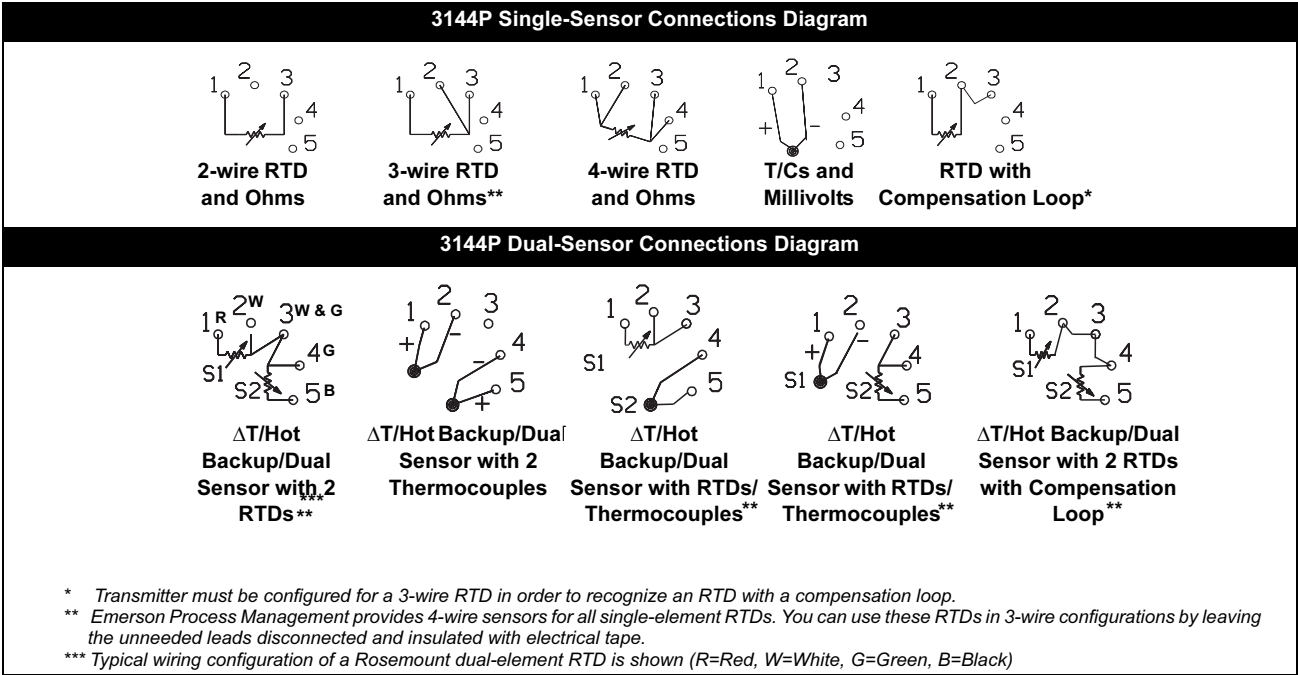 3144P Single-Sensor Connections Diagram
1 2 3 4 5
1 2 3 4 5
1 2 3 4 5
1 2 3 4 5 + −
1 2 3 4 5
2-wire RTD
and Ohms
3-wire RTD
and Ohms**
4-wire RTD
and Ohms
T/Cs and
Millivolts
RTD with
Compensation Loop*
3144P Dual-Sensor Connections Diagram
1 R 2 W 3 W & G 4 G 5 B S1 S2
1 2 3 4 5 + − − +
1 2 3 4 5 S1 S2
1 2 3 4 5 + − S1 S2
1 2 3 4 5 S1 S2
ΔT/Hot
Backup/Dual
Sensor with 2
***
RTDs**
ΔT/Hot Backup/Dual
Sensor with 2
Thermocouples
ΔT/Hot
Backup/Dual
Sensor with RTDs/
Thermocouples**
ΔT/Hot
Backup/Dual
Sensor with RTDs/
Thermocouples**
ΔT/Hot Backup/Dual
Sensor with 2 RTDs
with Compensation
Loop**
* Transmitter must be configured for a 3-wire RTD in order to recognize an RTD with a compensation loop.
** Emerson Process Management provides 4-wire sensors for all single-element RTDs. You can use these RTDs in 3-wire configurations by leaving
the unneeded leads disconnected and insulated with electrical tape.
*** Typical wiring configuration of a Rosemount dual-element RTD is shown (R=Red, W=White, G=Green, B=Black)